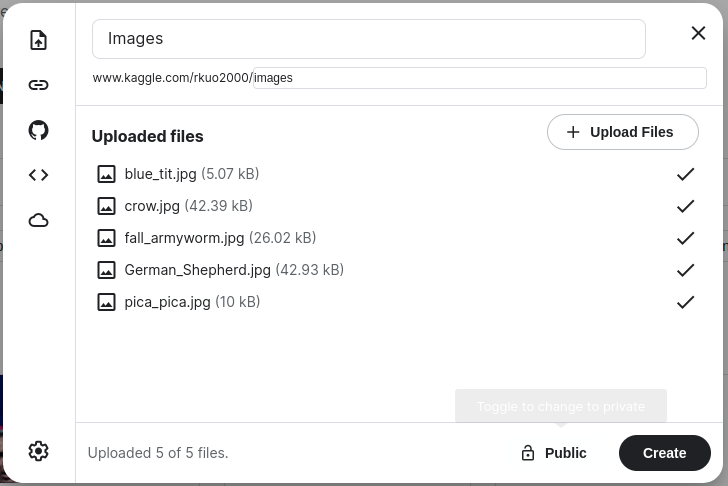 Images
www.kaggle.com/rkuo2000/images
Uploaded files
Upload Files
blue_tit.jpg (5.07 kB)
crow.jpg (42.39 kB)
fall_armyworm.jpg (26.02 kB)
German_Shepherd.jpg (42.93 kB)
pica_pica.jpg (10 kB)
Toggle to change to private
Uploaded 5 of 5 files.
Public
Create